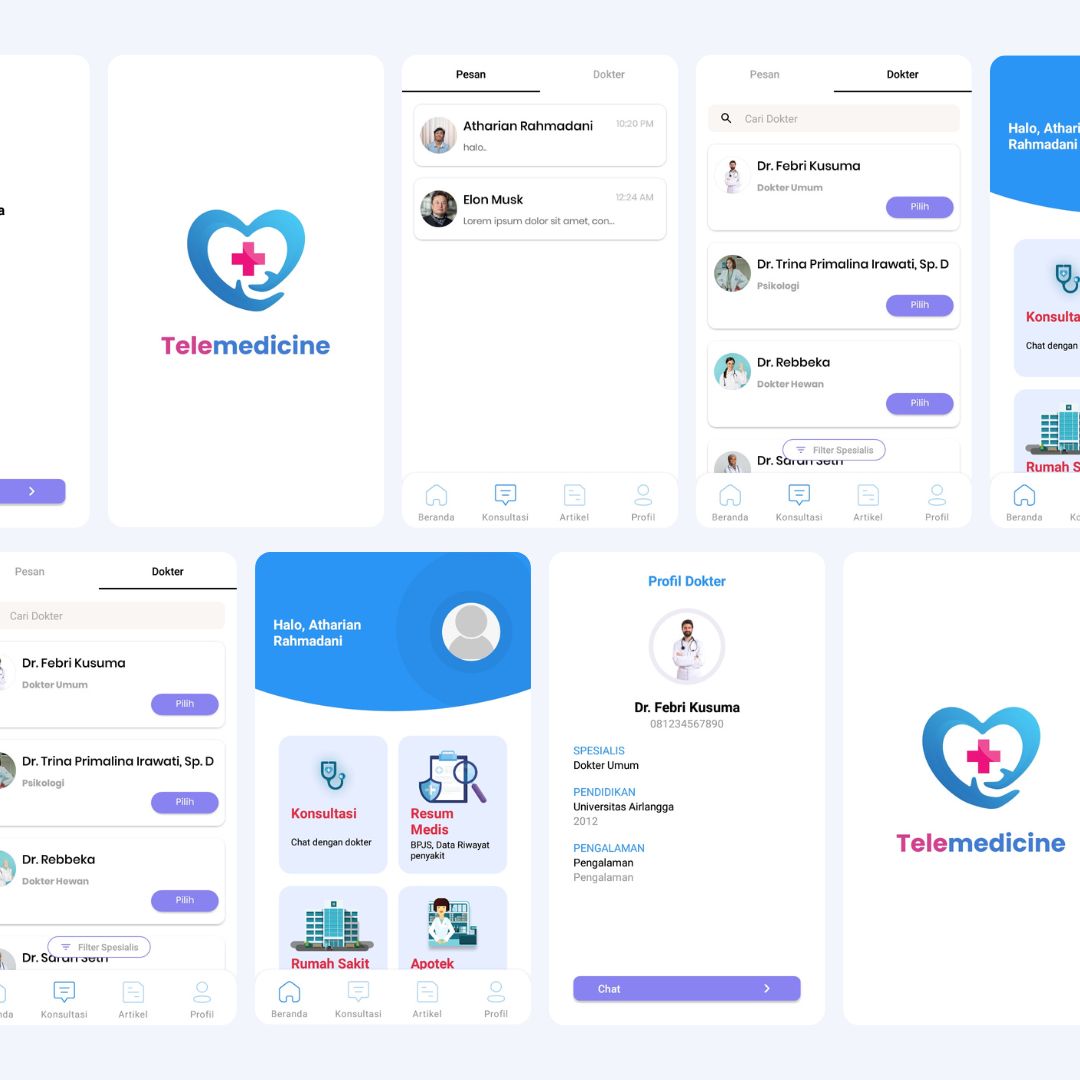 a
Telemedicine
Pesan
Dokter
Atharian Rahmadani
10:20 PM
halo..
Elon Musk
12:24 AM
Lorem ipsum dolor sit amet, con...
Beranda
Konsultasi
Artikel
Profil
Pesan
Dokter
Cari Dokter
Dr. Febri Kusuma
Dokter Umum
Pilih
Dr. Trina Primalina Irawati, Sp. D
Psikologi
Pilih
Dr. Rebbeka
Dokter Hewan
Pilih
Filter Spesialis
Dr. Sarah Seth
Beranda
Konsultasi
Artikel
Profil
Halo, Athari
Rahmadani
Konsulta
Chat dengan
Rumah S
Beranda
Ko
Pesan
Dokter
Cari Dokter
Dr. Febri Kusuma
Dokter Umum
Pilih
Dr. Trina Primalina Irawati, Sp. D
Psikologi
Pilih
Dr. Rebbeka
Dokter Hewan
Pilih
Filter Spesialis
Dr. Sarah Seth
nda
Konsultasi
Artikel
Profil
Halo, Atharian
Rahmadani
Konsultasi
Chat dengan dokter
Resum
Medis
BPJS, Data Riwayat
penyakit
Rumah Sakit
Apotek
Beranda
Konsultasi
Artikel
Profil
Profil Dokter
Dr. Febri Kusuma
081234567890
SPESIALIS
Dokter Umum
PENDIDIKAN
Universitas Airlangga
2012
PENGALAMAN
Pengalaman
Pengalaman
Chat
Telemedicine